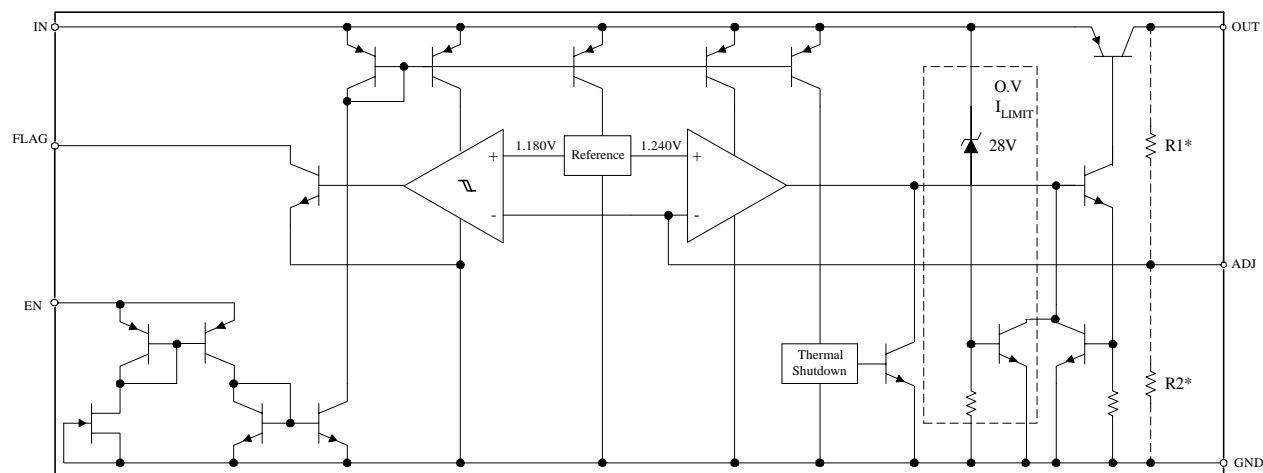 IN
OUT
O.V
I_LIMIT
28V
R1*
FLAG
1.180V
Reference
1.240V
+
+
-
-
ADJ
EN
Thermal
Shutdown
R2*
GND